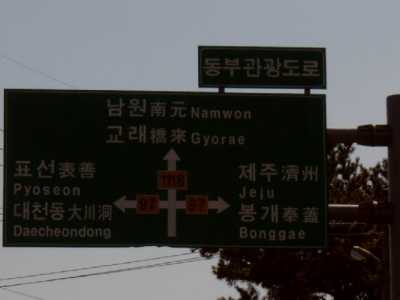 동부관광도로
남원南元 Namwon
교래橋來 Gyorae
표선表善
Pyoseon
대천동大川洞
Daecheondong
1118
97
97
제주濟州
Jeju
봉개奉蓋
Bonggae